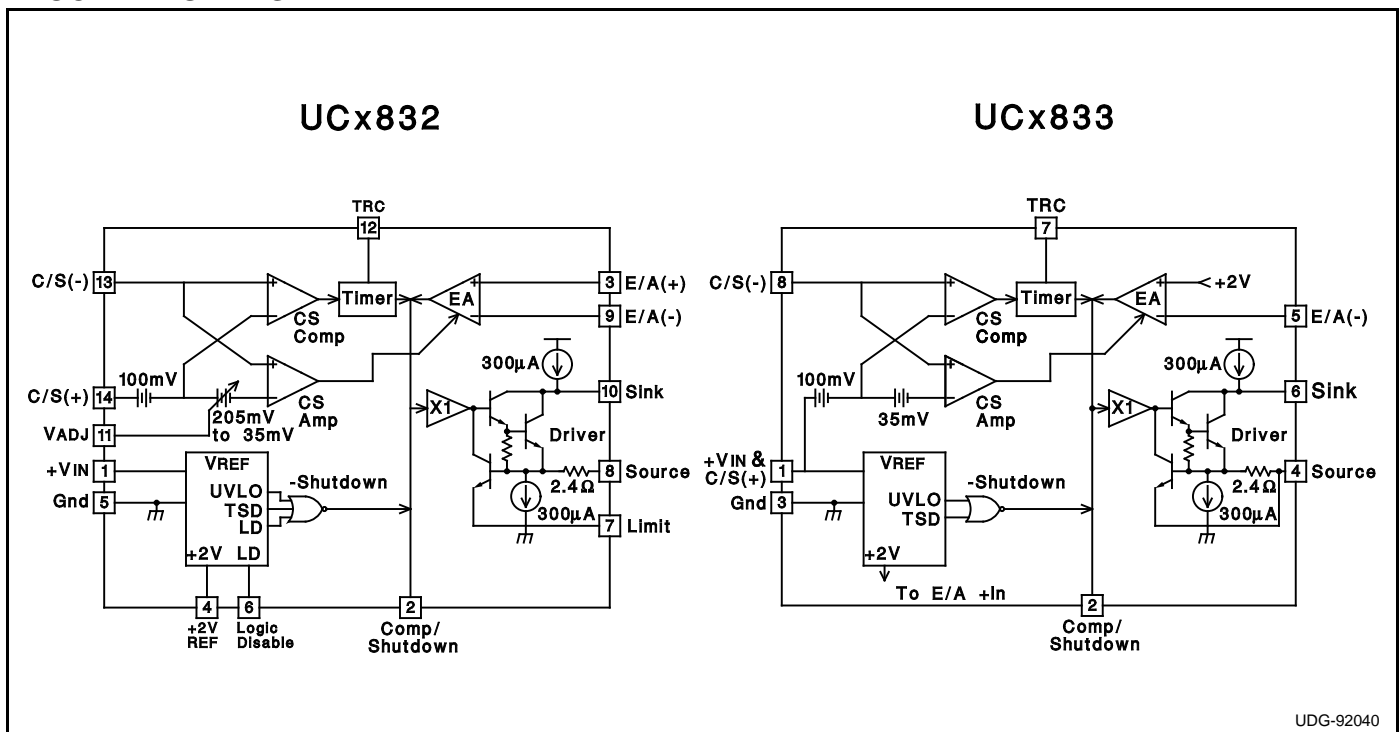 UCx832
TRC
12
C/S(-) 13
Timer
EA
3 E/A(+)
9 E/A(-)
CS
Comp
100mV
300µA
C/S(+) 14
205mV
to 35mV
CS
Amp
X1
10 Sink
VADJ 11
Driver
+VIN 1
VREF
-Shutdown
8 Source
2.4Ω
Gnd 5
UVLO
TSD
LD
300µA
7 Limit
+2V LD
4
6
2
+2V
REF
Logic
Disable
Comp/
Shutdown
UCx833
TRC
7
C/S(-) 8
Timer
EA
+2V
5 E/A(-)
CS
Comp
100mV
300µA
35mV
CS
Amp
X1
6 Sink
Driver
+VIN &
C/S(+)
1
VREF
-Shutdown
4 Source
2.4Ω
Gnd 3
UVLO
TSD
300µA
+2V
To E/A +In
2
Comp/
Shutdown
UDG-92040